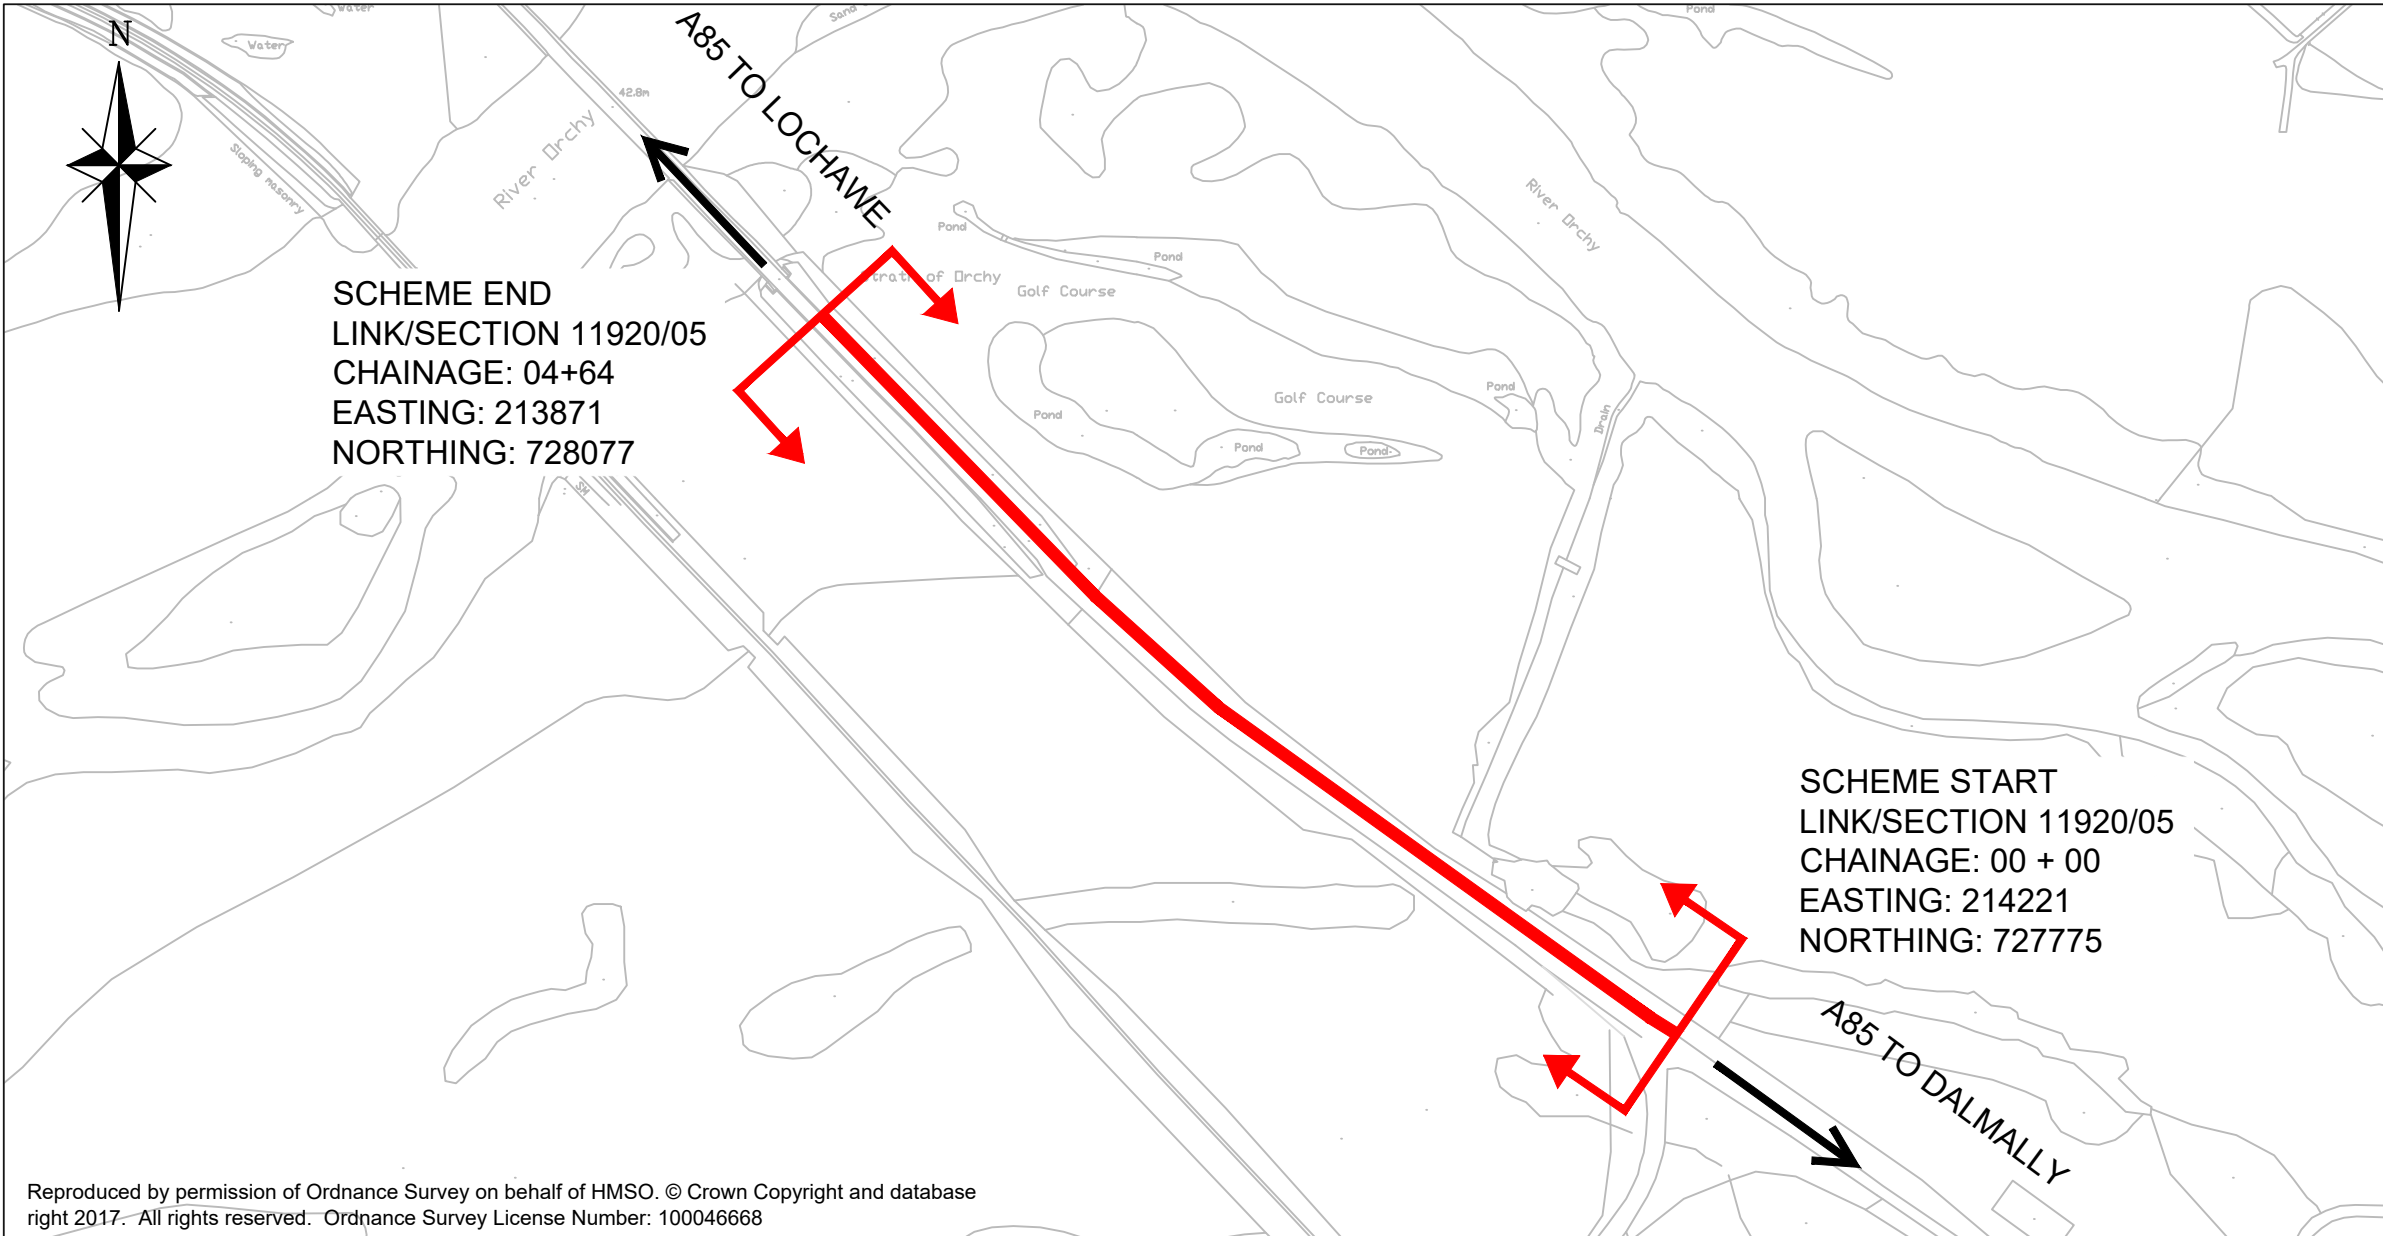 Water
Sand
Pond
N
Water
A85 TO LOCHAWE
42.8m
River Orchy
Sloping masonry
River Orchy
Pond
Pond
of Orchy
Golf Course
SCHEME END
LINK/SECTION 11920/05
CHAINAGE: 04+64
EASTING: 213871
NORTHING: 728077
Pond
Golf Course
Pond
Drain
Pond
Pond
SM
SCHEME START
LINK/SECTION 11920/05
CHAINAGE: 00 + 00
EASTING: 214221
NORTHING: 727775
A85 TO DALMALLY
Reproduced by permission of Ordnance Survey on behalf of HMSO. © Crown Copyright and database
right 2017. All rights reserved. Ordnance Survey License Number: 100046668